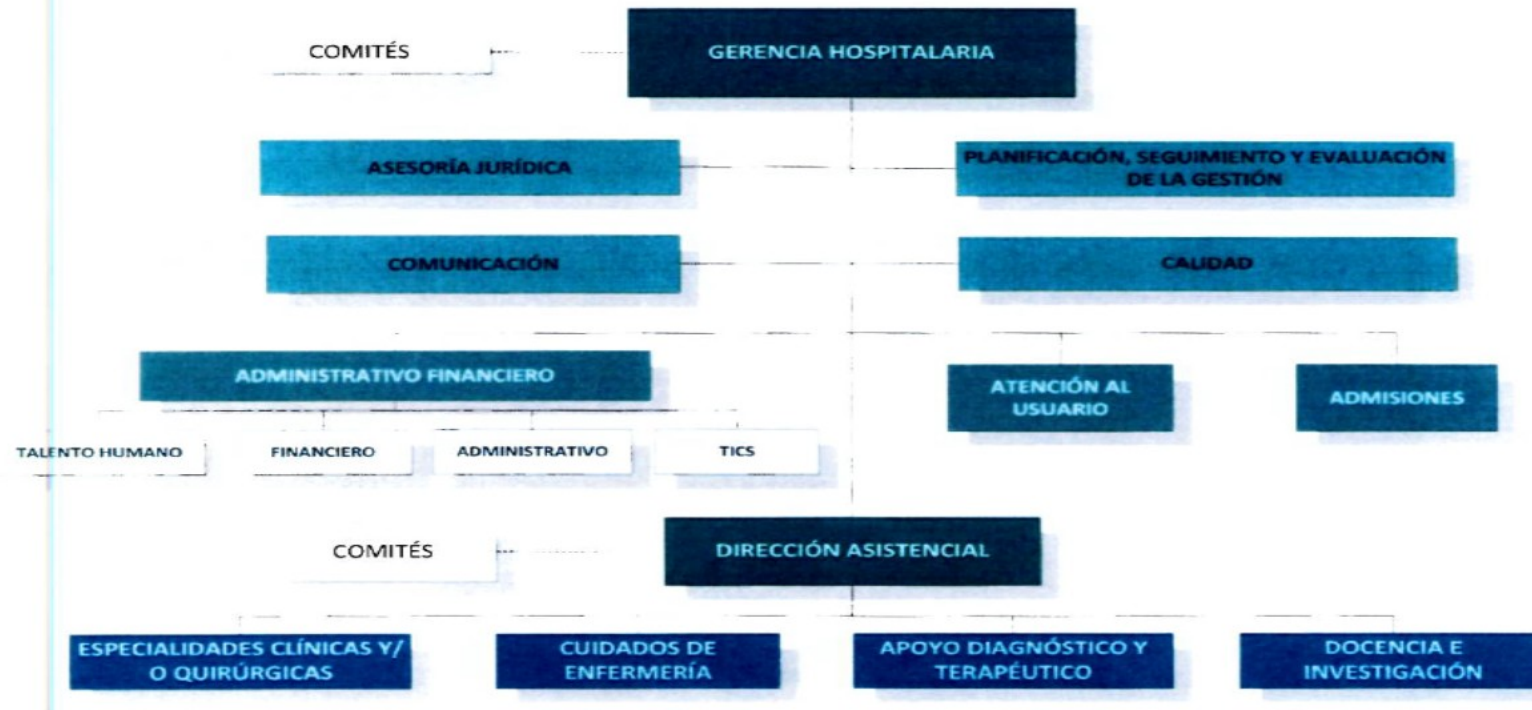 COMITÉS
GERENCIA HOSPITALARIA
ASESORÍA JURÍDICA
PLANIFICACIÓN, SEGUIMIENTO Y EVALUACIÓN
DE LA GESTIÓN
COMUNICACIÓN
CALIDAD
ADMINISTRATIVO FINANCIERO
ATENCIÓN AL
USUARIO
ADMISIONES
TALENTO HUMANO
FINANCIERO
ADMINISTRATIVO
TICS
COMITÉS
DIRECCIÓN ASISTENCIAL
ESPECIALIDADES CLÍNICAS Y/
O QUIRÚRGICAS
CUIDADOS DE
ENFERMERÍA
APOYO DIAGNÓSTICO Y
TERAPÉUTICO
DOCENCIA E
INVESTIGACIÓN